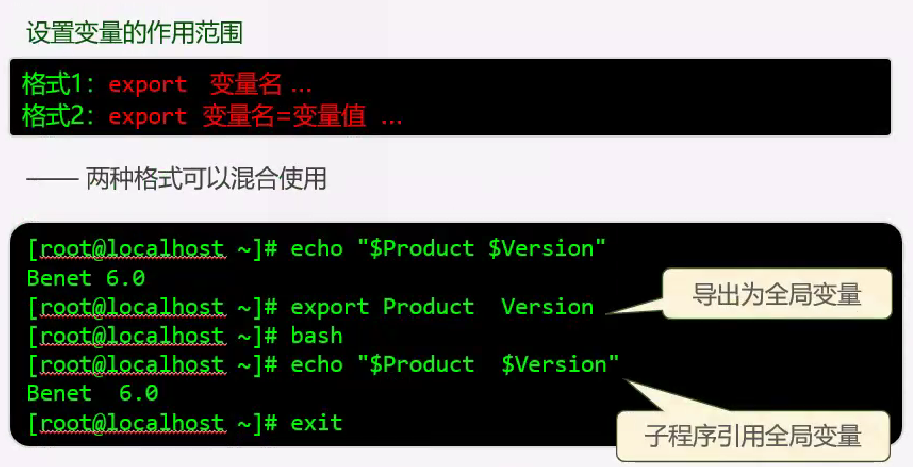 设置变量的作用范围
格式1：export 变量名 …
格式2：export 变量名=变量值 …
—— 两种格式可以混合使用
[root@localhost ~]# echo "$Product $Version"
Benet 6.0
[root@localhost ~]# export Product  Version
导出为全局变量
[root@localhost ~]# bash
[root@localhost ~]# echo "$Product  $Version"
Benet  6.0
[root@localhost ~]# exit
子程序引用全局变量